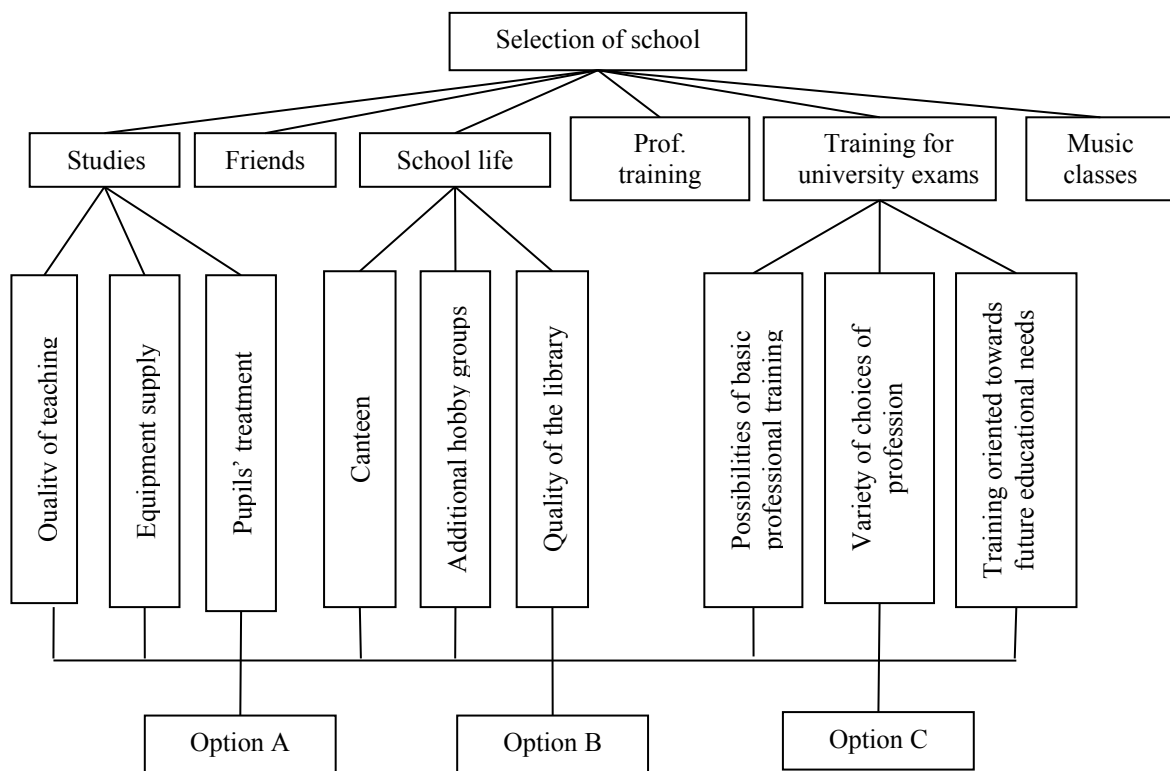 Selection of school
Studies
Friends
School life
Prof.
training
Training for
university exams
Music
classes
Quality of teaching
Equipment supply
Pupils’ treatment
Canteen
Additional hobby groups
Quality of the library
Possibilities of basic
professional training
Variety of choices of
profession
Training oriented towards
future educational needs
Option A
Option B
Option C